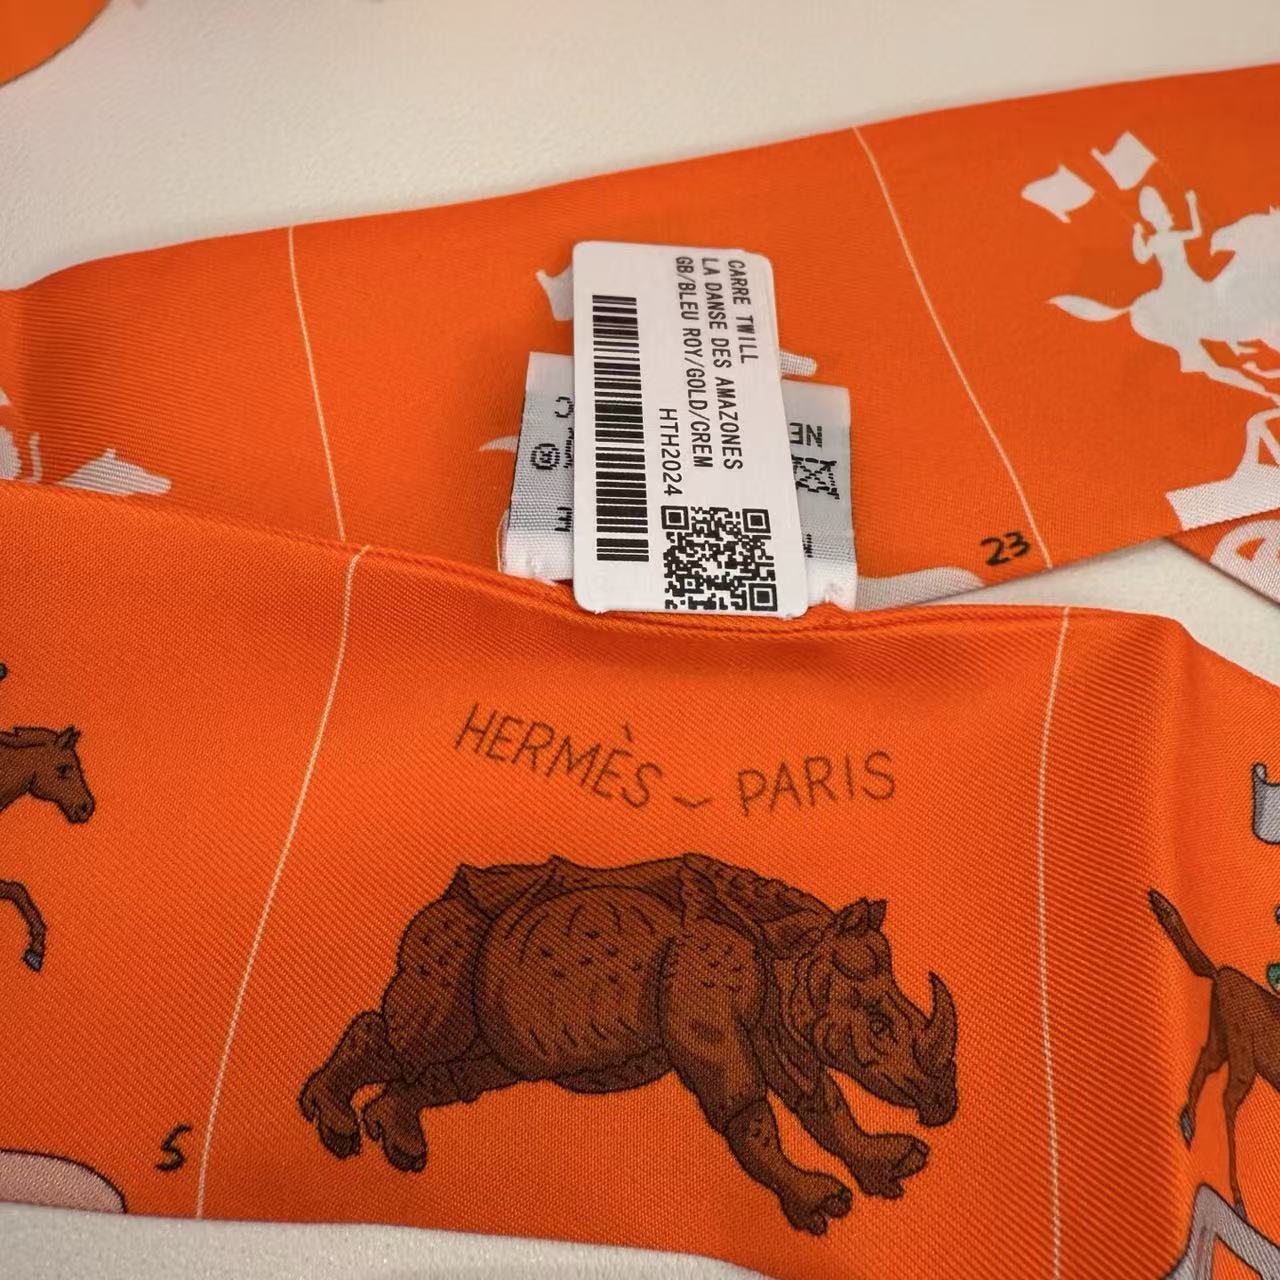 CARRE TWILL
LA DANSE DES AMAZONES
GB/BLEU ROY/GOLD/CREM
HTH2024
23
HERMÈS - PARIS
5